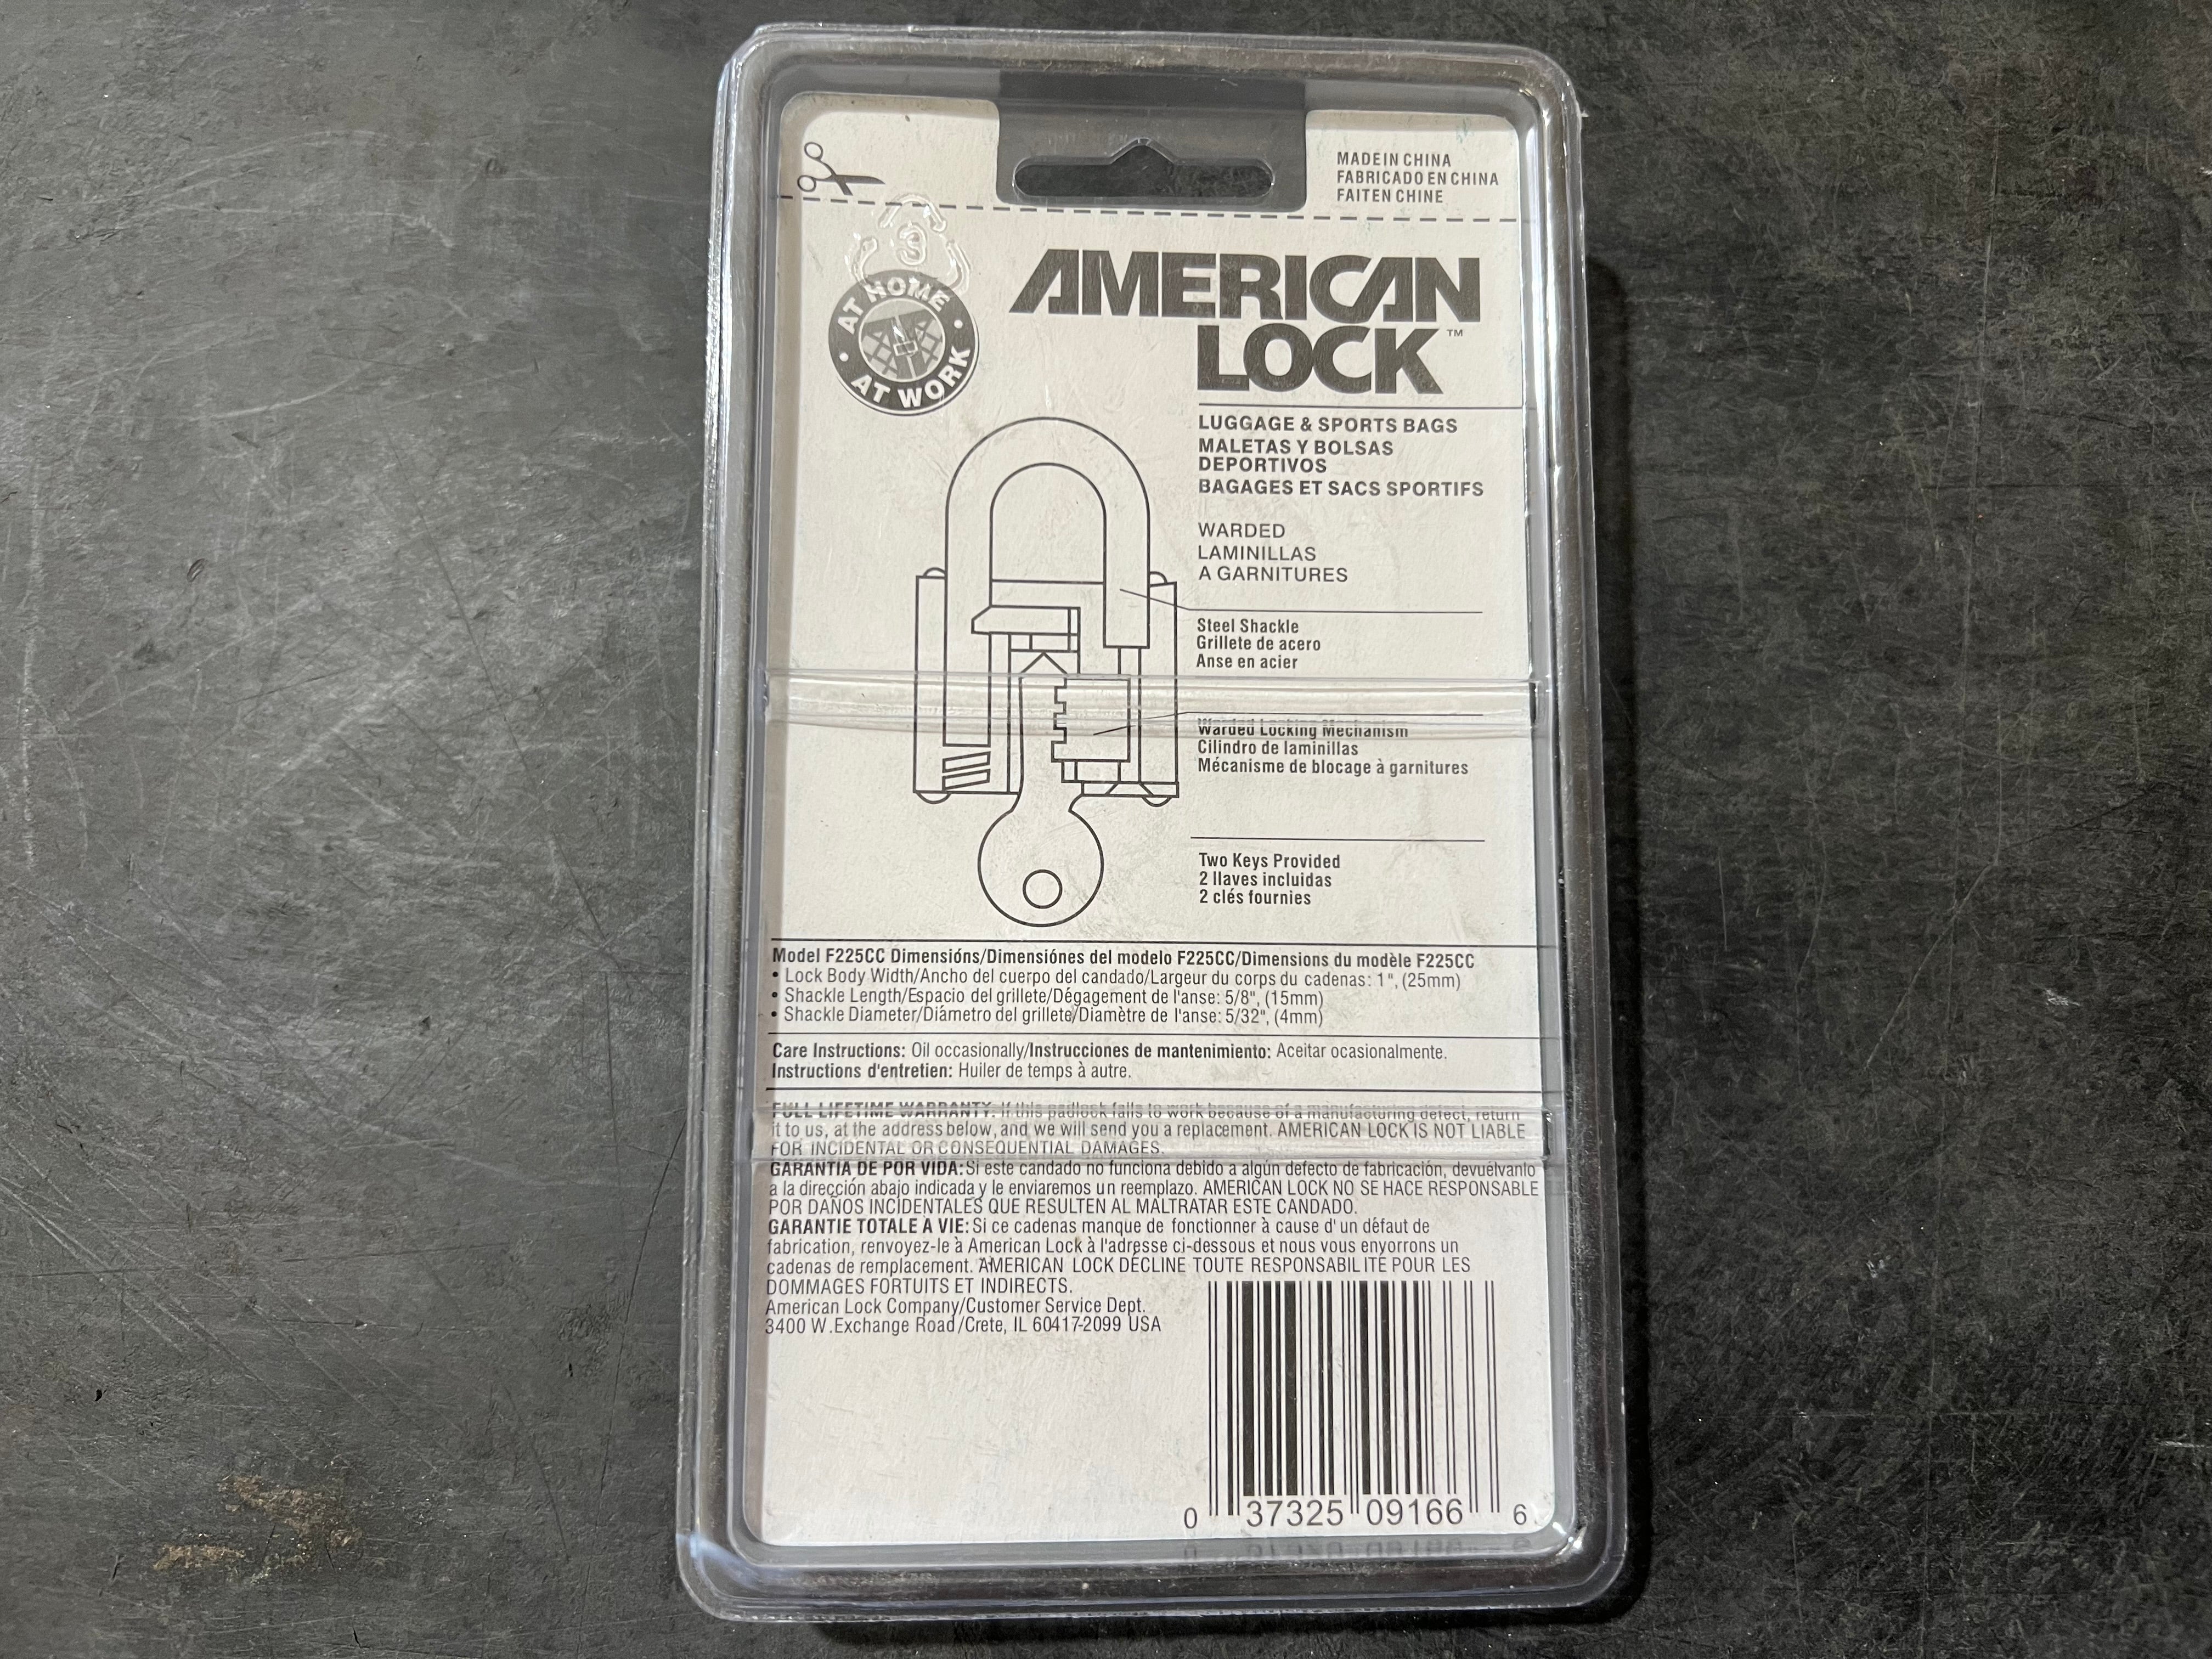 MADE IN CHINA
FABRICADO EN CHINA
FAIT EN CHINE
3
AT HOME
AT WORK
AMERICAN
LOCK™
LUGGAGE & SPORTS BAGS
MALETAS Y BOLSAS
DEPORTIVOS
BAGAGES ET SACS SPORTIFS
WARDED
LAMINILLAS
A GARNITURES
Steel Shackle
Grillete de acero
Anse en acier
Warded Locking Mechanism
Cilindro de laminillas
Mécanisme de blocage à garnitures
Two Keys Provided
2 llaves incluidas
2 clés fournies
Model F225CC Dimensións/Dimensiónes del modelo F225CC/Dimensions du modèle F225CC
• Lock Body Width/Ancho del cuerpo del candado/Largeur du corps du cadenas: 1", (25mm)
• Shackle Length/Espacio del grillete/Dégagement de l'anse: 5/8", (15mm)
• Shackle Diameter/Diámetro del grillete/Diamètre de l'anse: 5/32", (4mm)
Care Instructions: Oil occasionally/Instrucciones de mantenimiento: Aceitar ocasionalmente.
Instructions d'entretien: Huiler de temps à autre.
FULL LIFETIME WARRANTY: If this padlock fails to work because of a manufacturing defect, return
it to us, at the address below, and we will send you a replacement. AMERICAN LOCK IS NOT LIABLE
FOR INCIDENTAL OR CONSEQUENTIAL DAMAGES.
GARANTÍA DE POR VIDA: Si este candado no funciona debido a algún defecto de fabricación, devuélvanlo
a la dirección abajo indicada y le enviaremos un reemplazo. AMERICAN LOCK NO SE HACE RESPONSABLE
POR DAÑOS INCIDENTALES QUE RESULTEN AL MALTRATAR ESTE CANDADO.
GARANTIE TOTALE A VIE: Si ce cadenas manque de fonctionner à cause d'un défaut de
fabrication, renvoyez-le à American Lock à l'adresse ci-dessous et nous vous enyorrons un
cadenas de remplacement. AMERICAN LOCK DÉCLINE TOUTE RESPONSABILITÉ POUR LES
DOMMAGES FORTUITS ET INDIRECTS.
American Lock Company/Customer Service Dept.
3400 W.Exchange Road/Crete, IL 60417-2099 USA
0 37325 09166 6